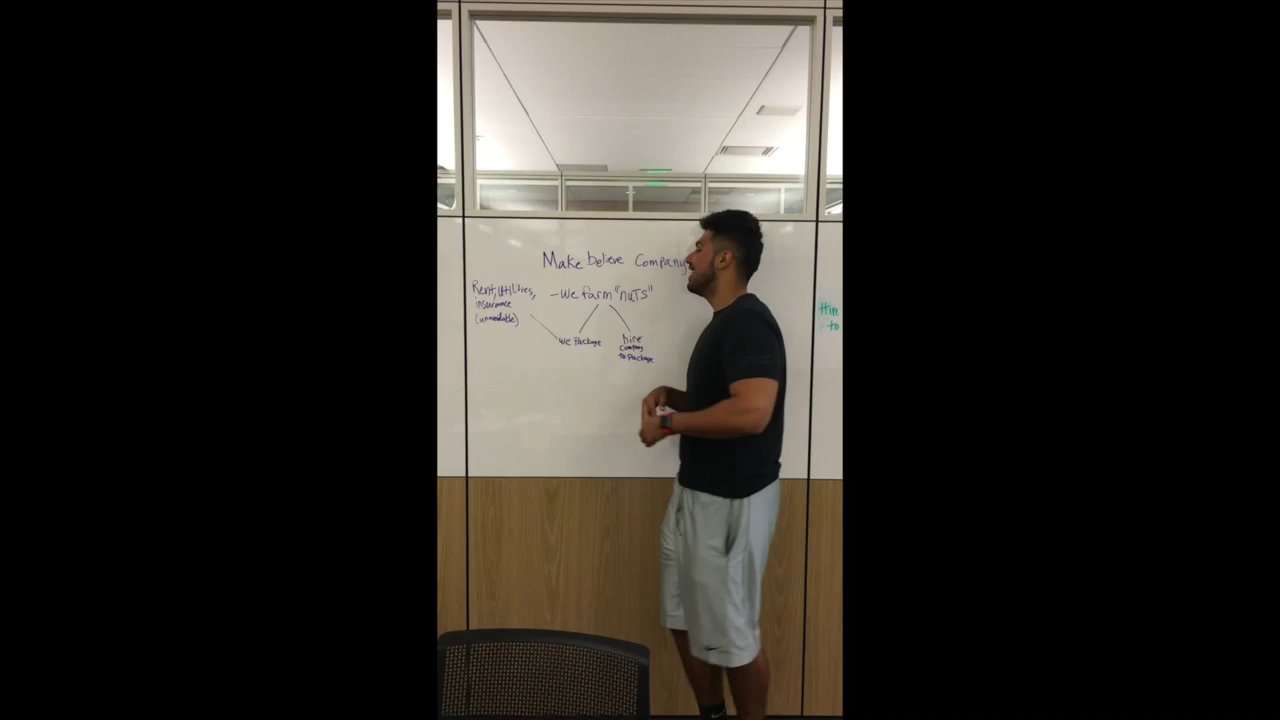 Make believe Company
Rent, Utilities,
insurance
(unavoidable)
- We farm "nuTs"
we Package
hire
Company
to Package
Hire
to